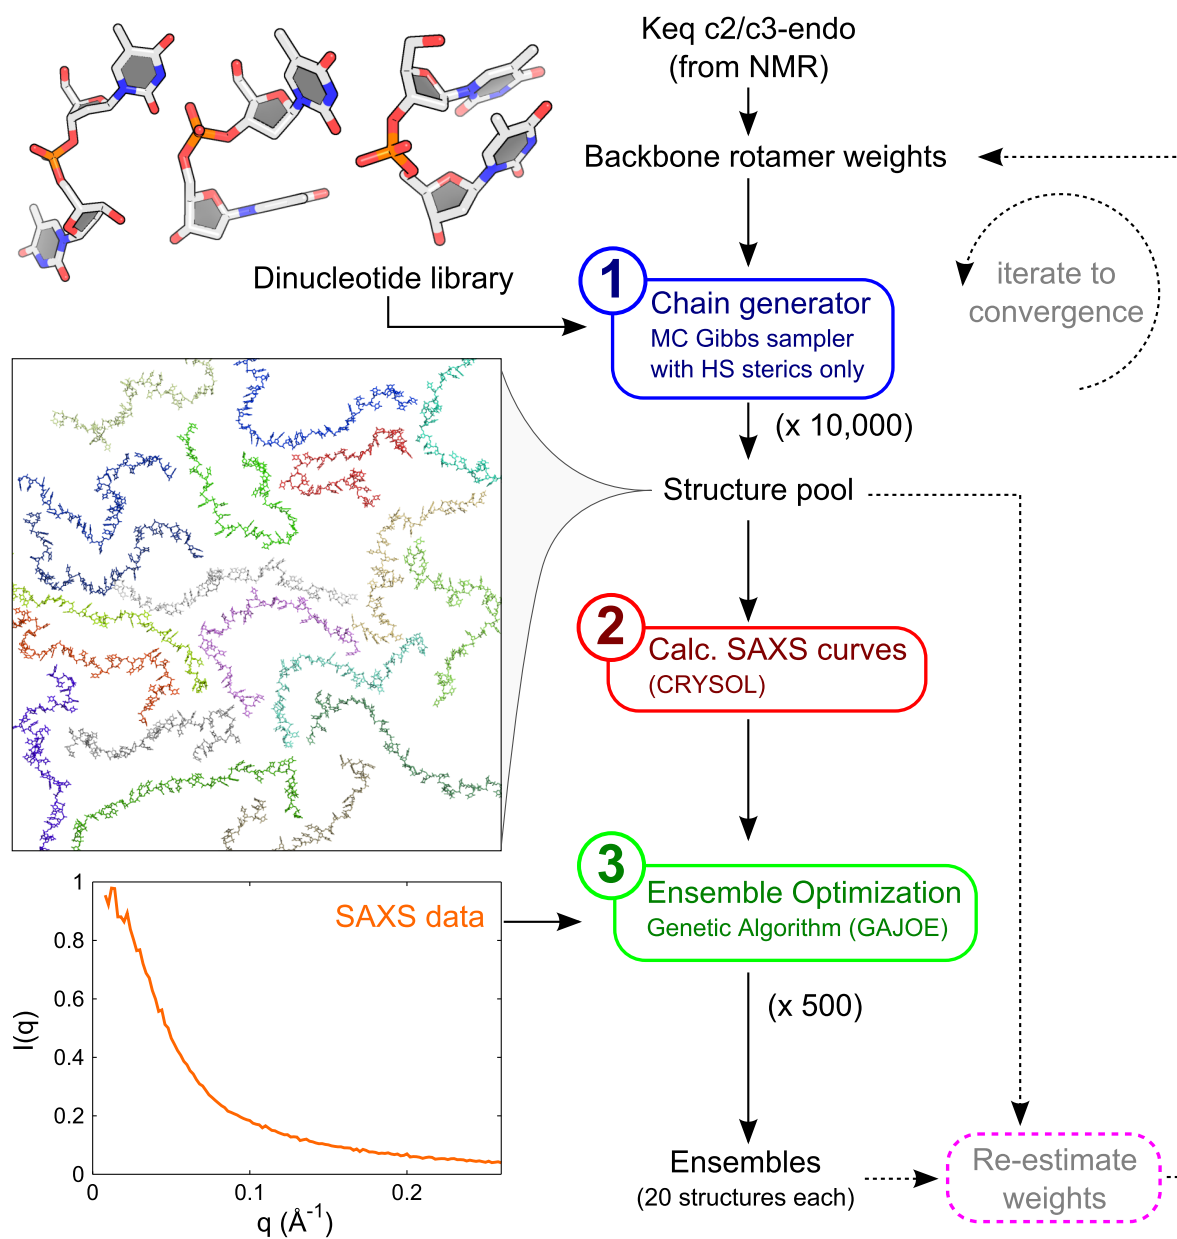 Keq c2/c3-endo
(from NMR)
Backbone rotamer weights
iterate to
convergence
Dinucleotide library
1
Chain generator
MC Gibbs sampler
with HS sterics only
(x 10,000)
Structure pool
2
Calc. SAXS curves
(CRYSOL)
3
Ensemble Optimization
Genetic Algorithm (GAJOE)
SAXS data
1
0.8
0.6
0.4
0.2
0
I(q)
0
0.1
0.2
q (Å-1)
(x 500)
Ensembles
(20 structures each)
Re-estimate
weights